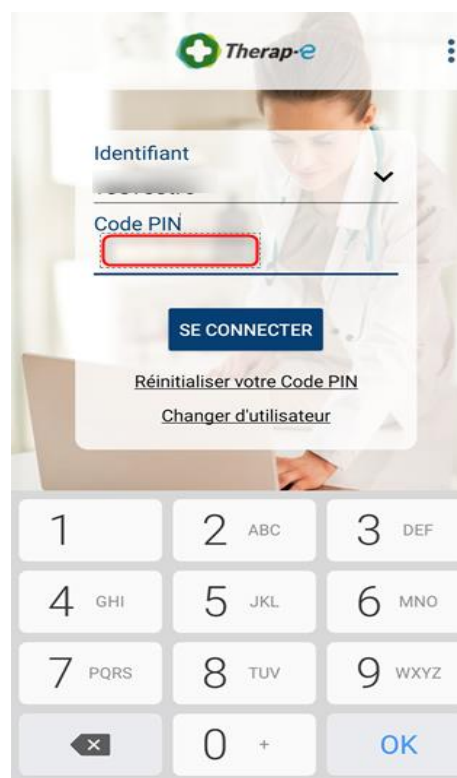 Therap-e
Identifiant
Code PIN
SE CONNECTER
Réinitialiser votre Code PIN
Changer d'utilisateur
1 2 ABC 3 DEF
4 GHI 5 JKL 6 MNO
7 PQRS 8 TUV 9 WXYZ
0 + OK